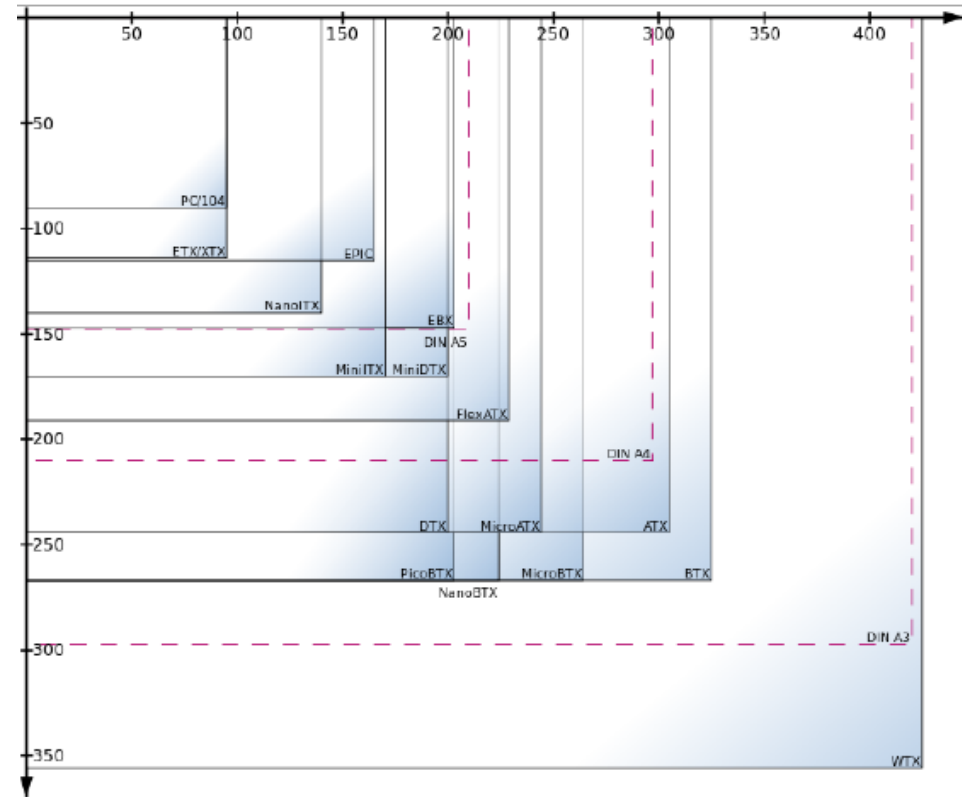 50 100 150 200 250 300 350 400
50
PC/104
100
ETX/XTX EPIC
NanoITX
EBX
150
DIN A5
MiniITX MiniDTX
FlexATX
200
DIN A4
DTX MicroATX ATX
250
PicoBTX MicroBTX BTX
NanoBTX
DIN A3
300
350
WTX